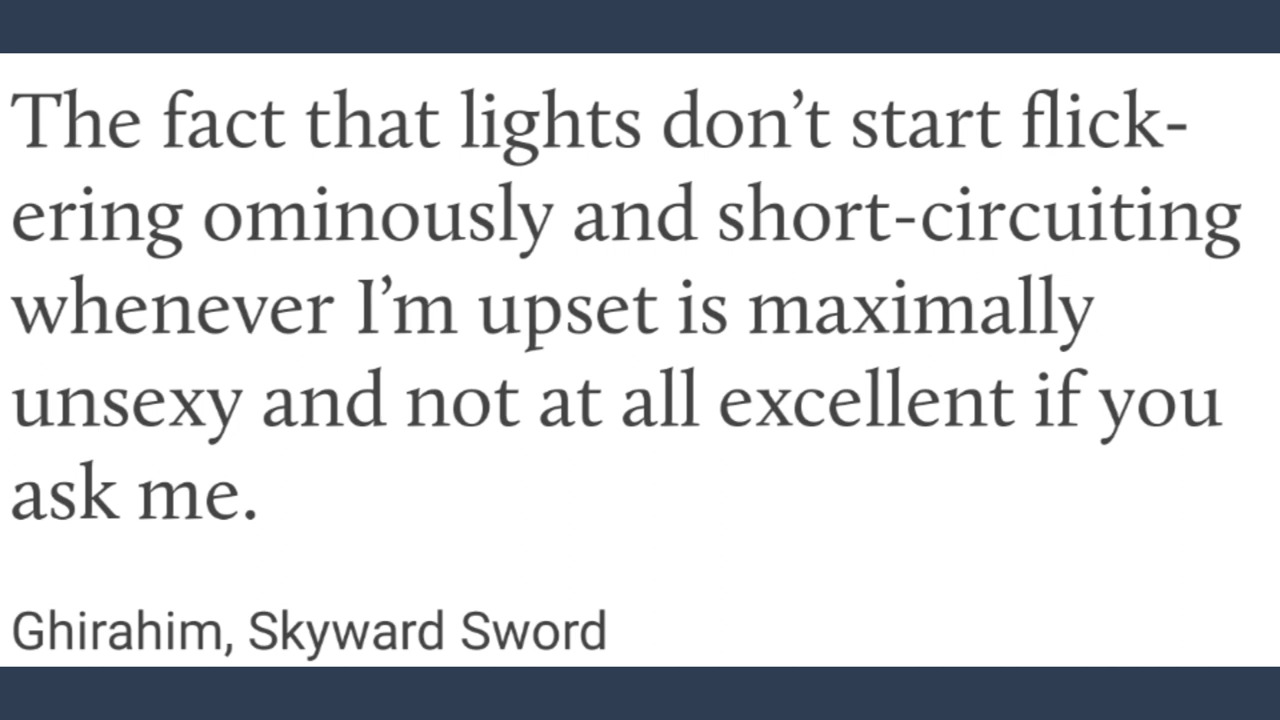 The fact that lights don’t start flick-
ering ominously and short-circuiting
whenever I’m upset is maximally
unsexy and not at all excellent if you
ask me.
Ghirahim, Skyward Sword